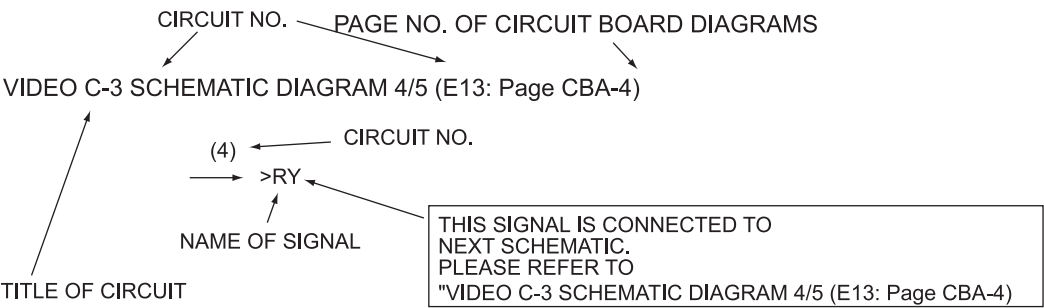 CIRCUIT NO.
PAGE NO. OF CIRCUIT BOARD DIAGRAMS
VIDEO C-3 SCHEMATIC DIAGRAM 4/5 (E13: Page CBA-4)
(4)
CIRCUIT NO.
>RY
NAME OF SIGNAL
TITLE OF CIRCUIT
THIS SIGNAL IS CONNECTED TO
NEXT SCHEMATIC.
PLEASE REFER TO
"VIDEO C-3 SCHEMATIC DIAGRAM 4/5 (E13: Page CBA-4)